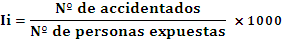 Ii = Nº de accidentados / Nº de personas expuestas × 1000